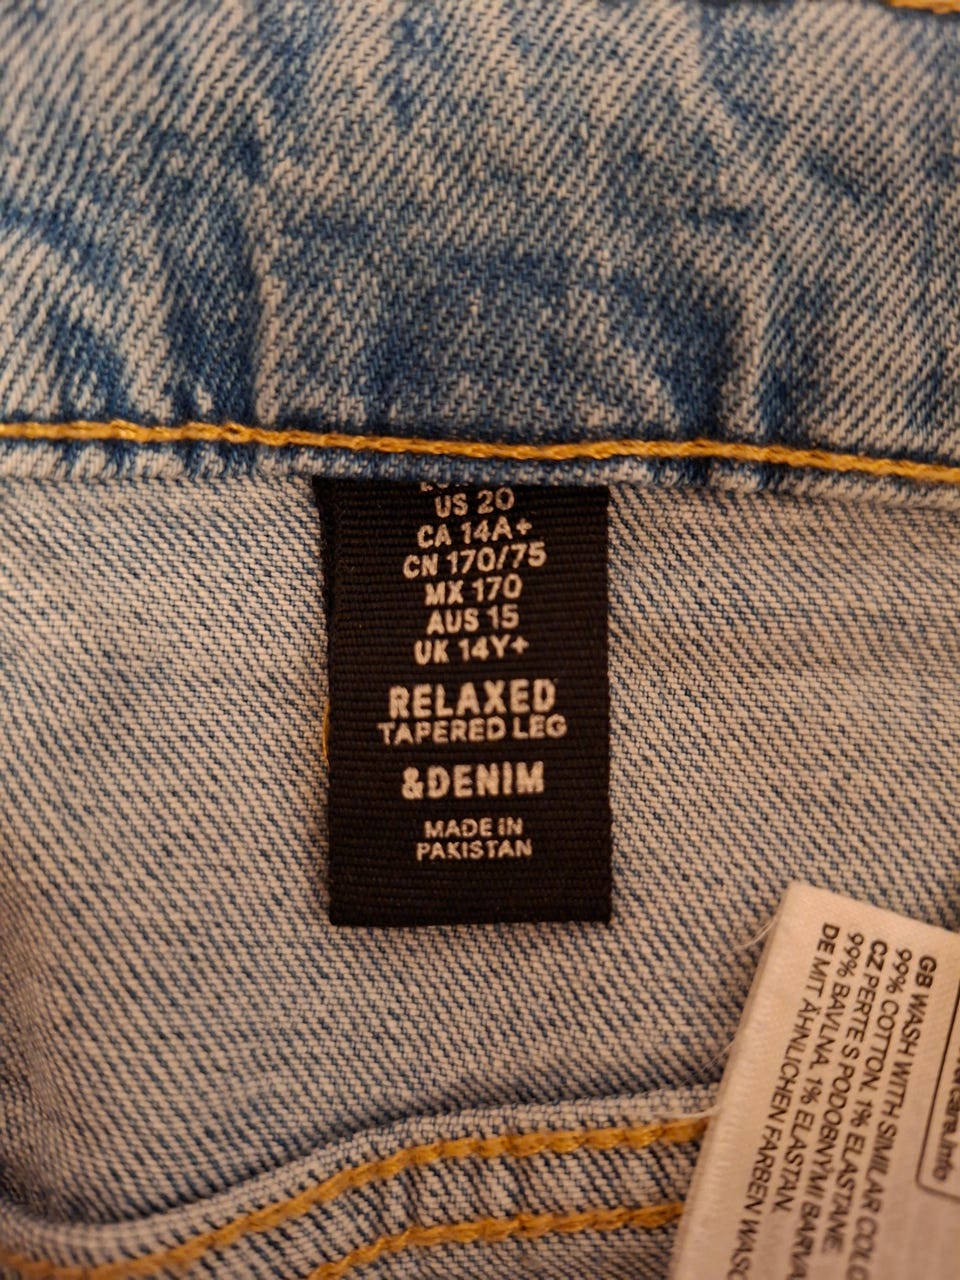 US 20
CA 14A+
CN 170/75
MX 170
AUS 15
UK 14Y+
RELAXED
TAPERED LEG
&DENIM
MADE IN
PAKISTAN
GB WASH WITH SIMILAR
99% COTTON, 1% ELASTANE
CZ PERTE S PODOBNÝMI
99% BAVLNA, 1% ELASTAN.
DE MIT ÄHNLICHEN FARBEN